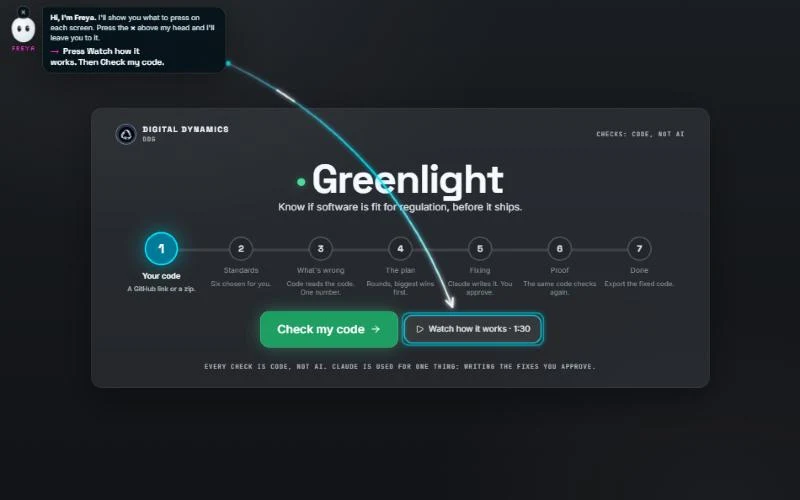 ×
Hi, I'm Freya. I'll show you what to press on
each screen. Press the × above my head and I'll
leave you to it.
→ Press Watch how it
works. Then Check my code.
FREYA
DIGITAL DYNAMICS
DDG
CHECKS: CODE, NOT AI
Greenlight
Know if software is fit for regulation, before it ships.
1 2 3 4 5 6 7
Your code Standards What's wrong The plan Fixing Proof Done
A GitHub link or a zip. Six chosen for you. Code reads the code. Rounds, biggest wins Claude writes it. You The same code checks Export the fixed code.
One number. first. approve. again.
Check my code →
Watch how it works · 1:30
EVERY CHECK IS CODE, NOT AI. CLAUDE IS USED FOR ONE THING: WRITING THE FIXES YOU APPROVE.